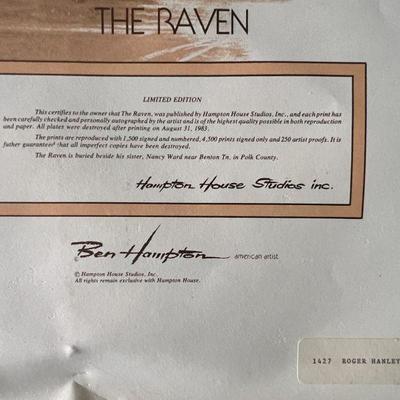 THE RAVEN
LIMITED EDITION
This certifies to the owner that The Raven, was published by Hampton House Studios, Inc., and each print has
been carefully checked and personally autographed by the artist and is of the highest quality possible in both reproduction
and paper. All plates were destroyed after printing on August 31, 1983.
The prints are reproduced with 1,500 signed and numbered, 4,500 prints signed only and 250 artist proofs. It is
futher guaranteed that all imperfect copies have been destroyed.
The Raven is buried beside his sister, Nancy Ward near Benton Tn. in Polk County.
Hampton House Studios inc.
Ben Hampton american artist
© Hampton House Studios, Inc.
All rights remain exclusive with Hampton House.
1427 ROGER HANLEY